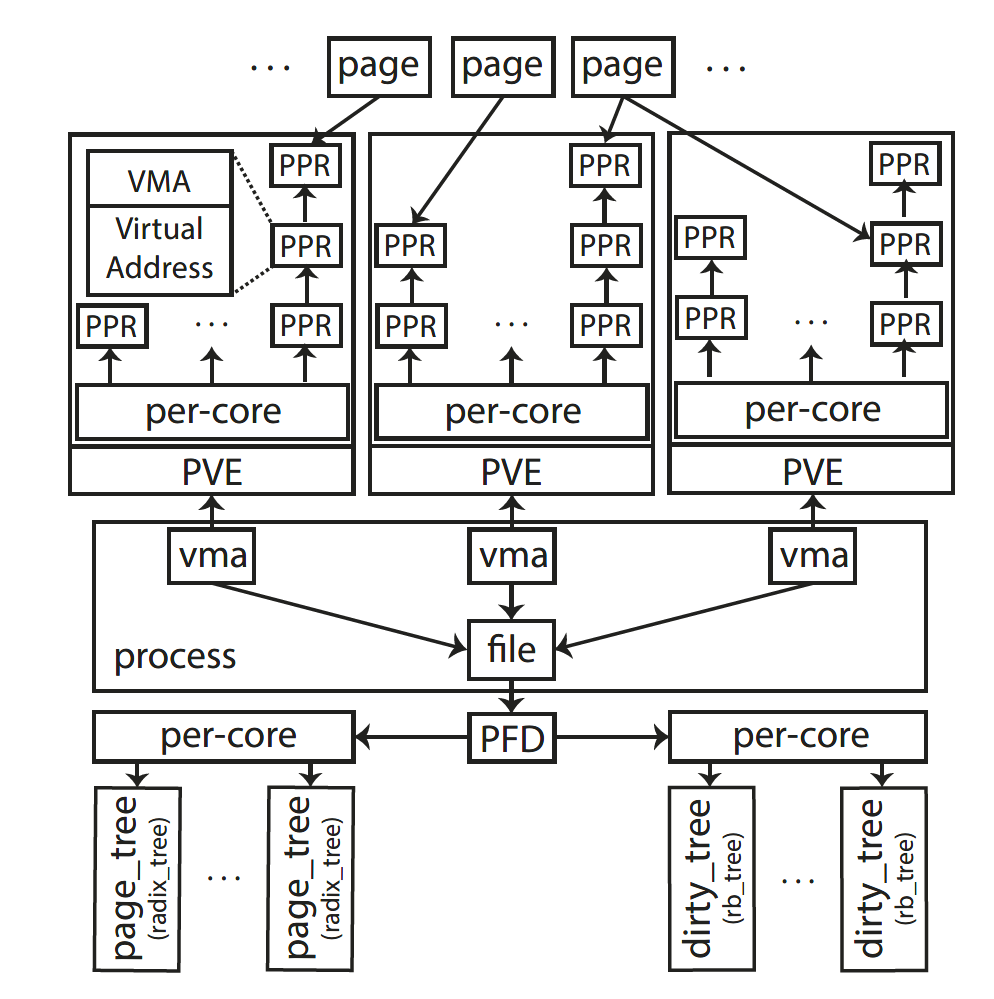 ... page page page ...
VMA
Virtual
Address
PPR
PPR
PPR ... PPR
per-core
PVE
PPR
PPR PPR
PPR ... PPR
per-core
PVE
PPR
PPR PPR
PPR ... PPR
per-core
PVE
vma vma vma
file
process
per-core PFD per-core
page_tree
(radix_tree)
...
page_tree
(radix_tree)
dirty_tree
(rb_tree)
...
dirty_tree
(rb_tree)